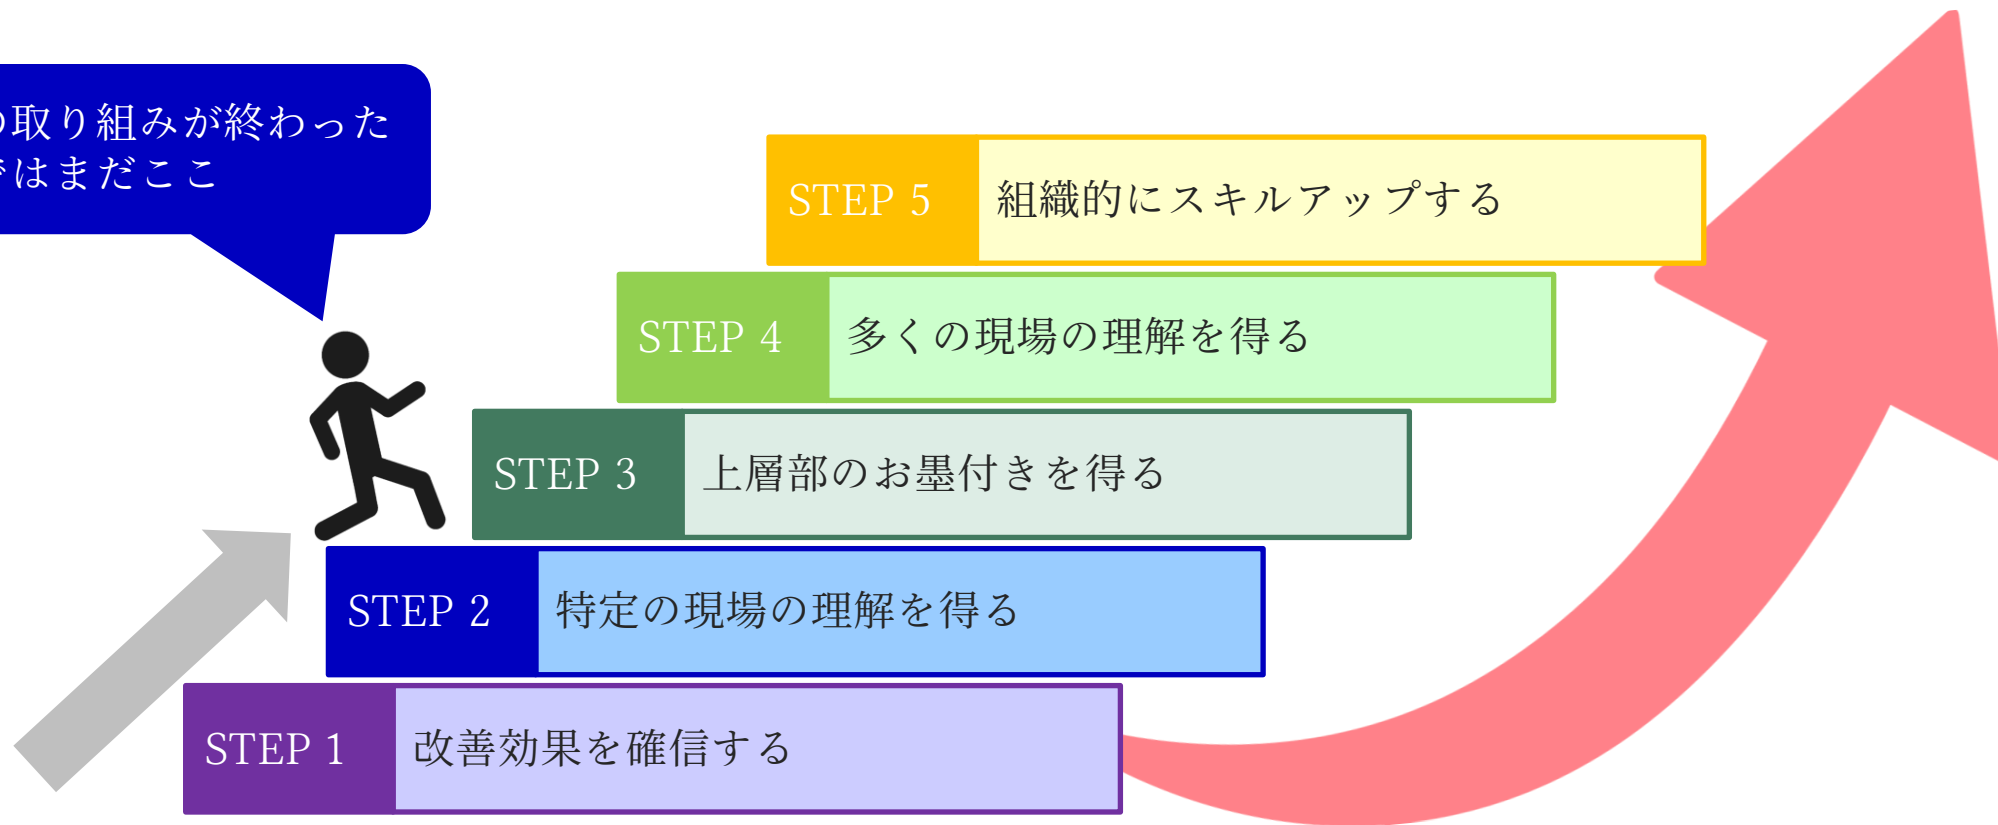 の取り組みが終わった
ではまだここ
STEP 5 組織的にスキルアップする
STEP 4 多くの現場の理解を得る
STEP 3 上層部のお墨付きを得る
STEP 2 特定の現場の理解を得る
STEP 1 改善効果を確信する